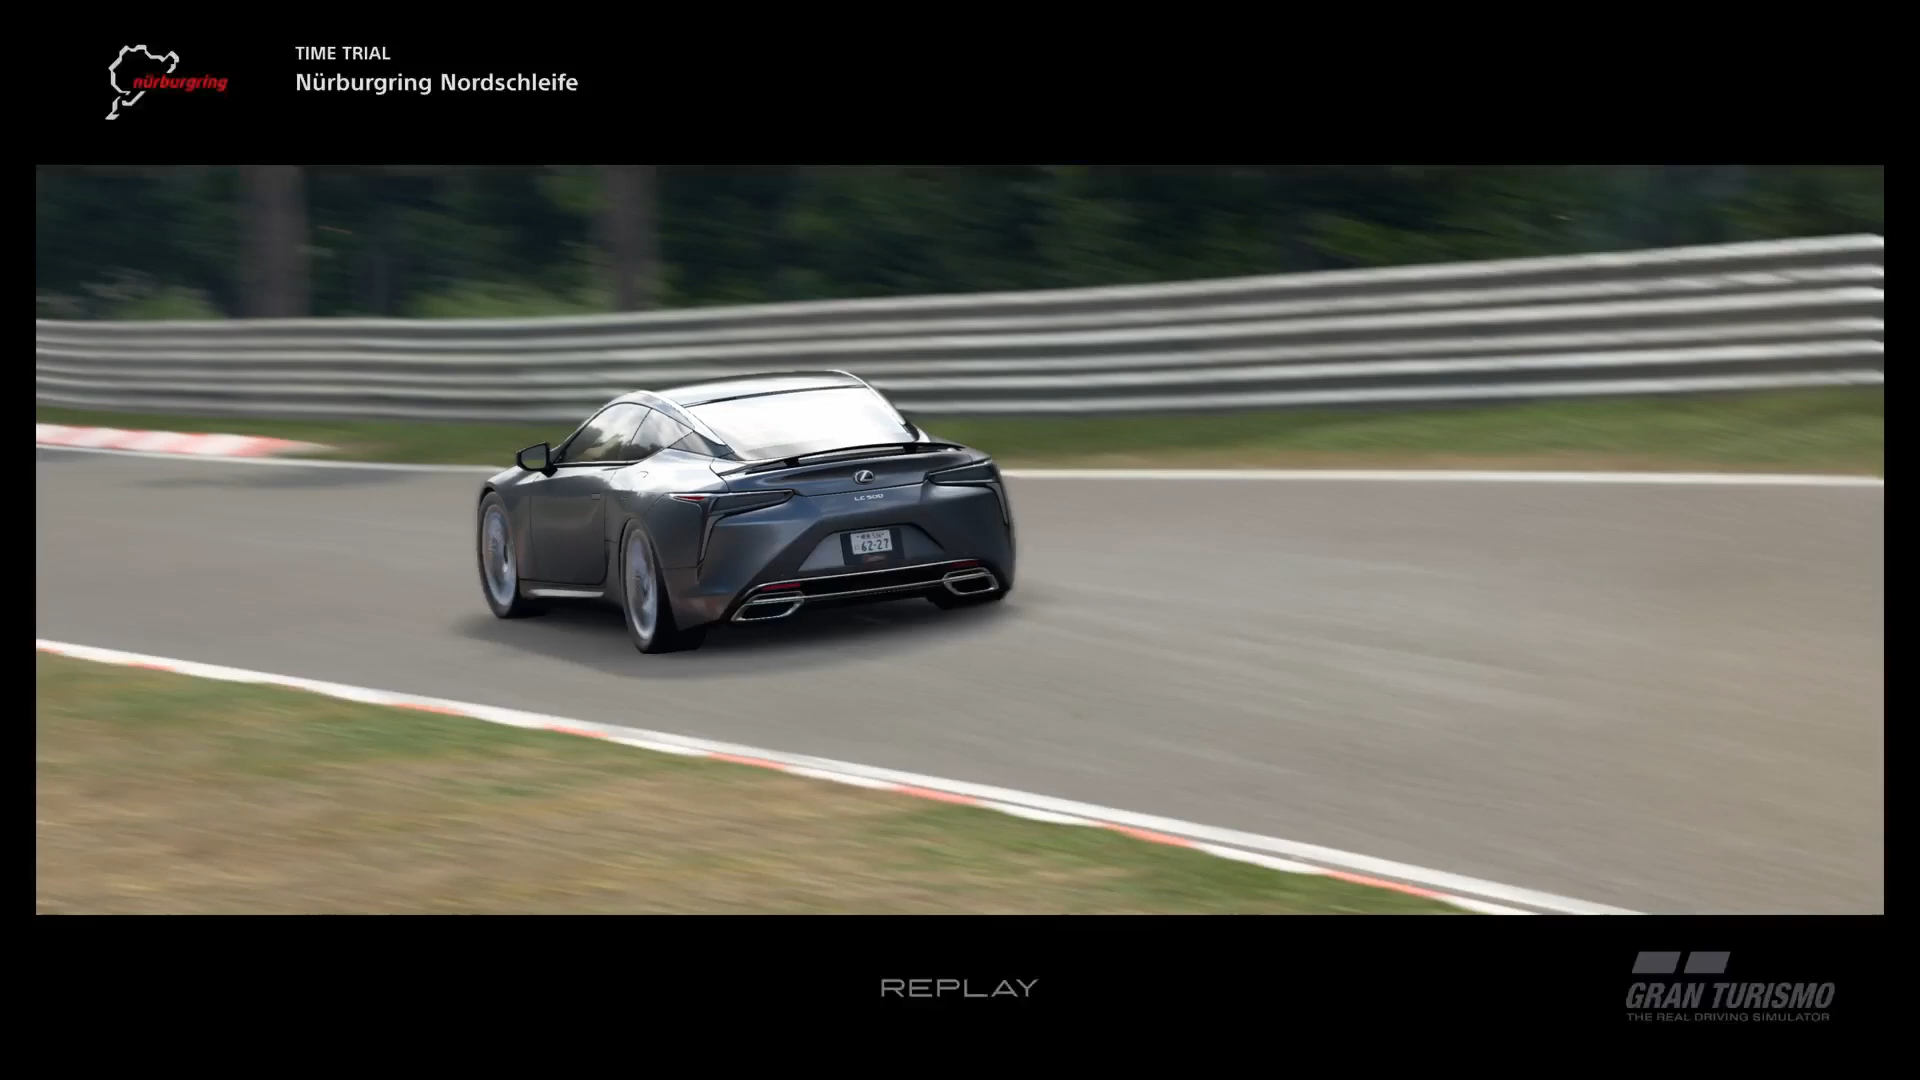 TIME TRIAL
nürburgring
Nürburgring Nordschleife
LC 500
62-27
REPLAY
GRAN TURISMO
THE REAL DRIVING SIMULATOR